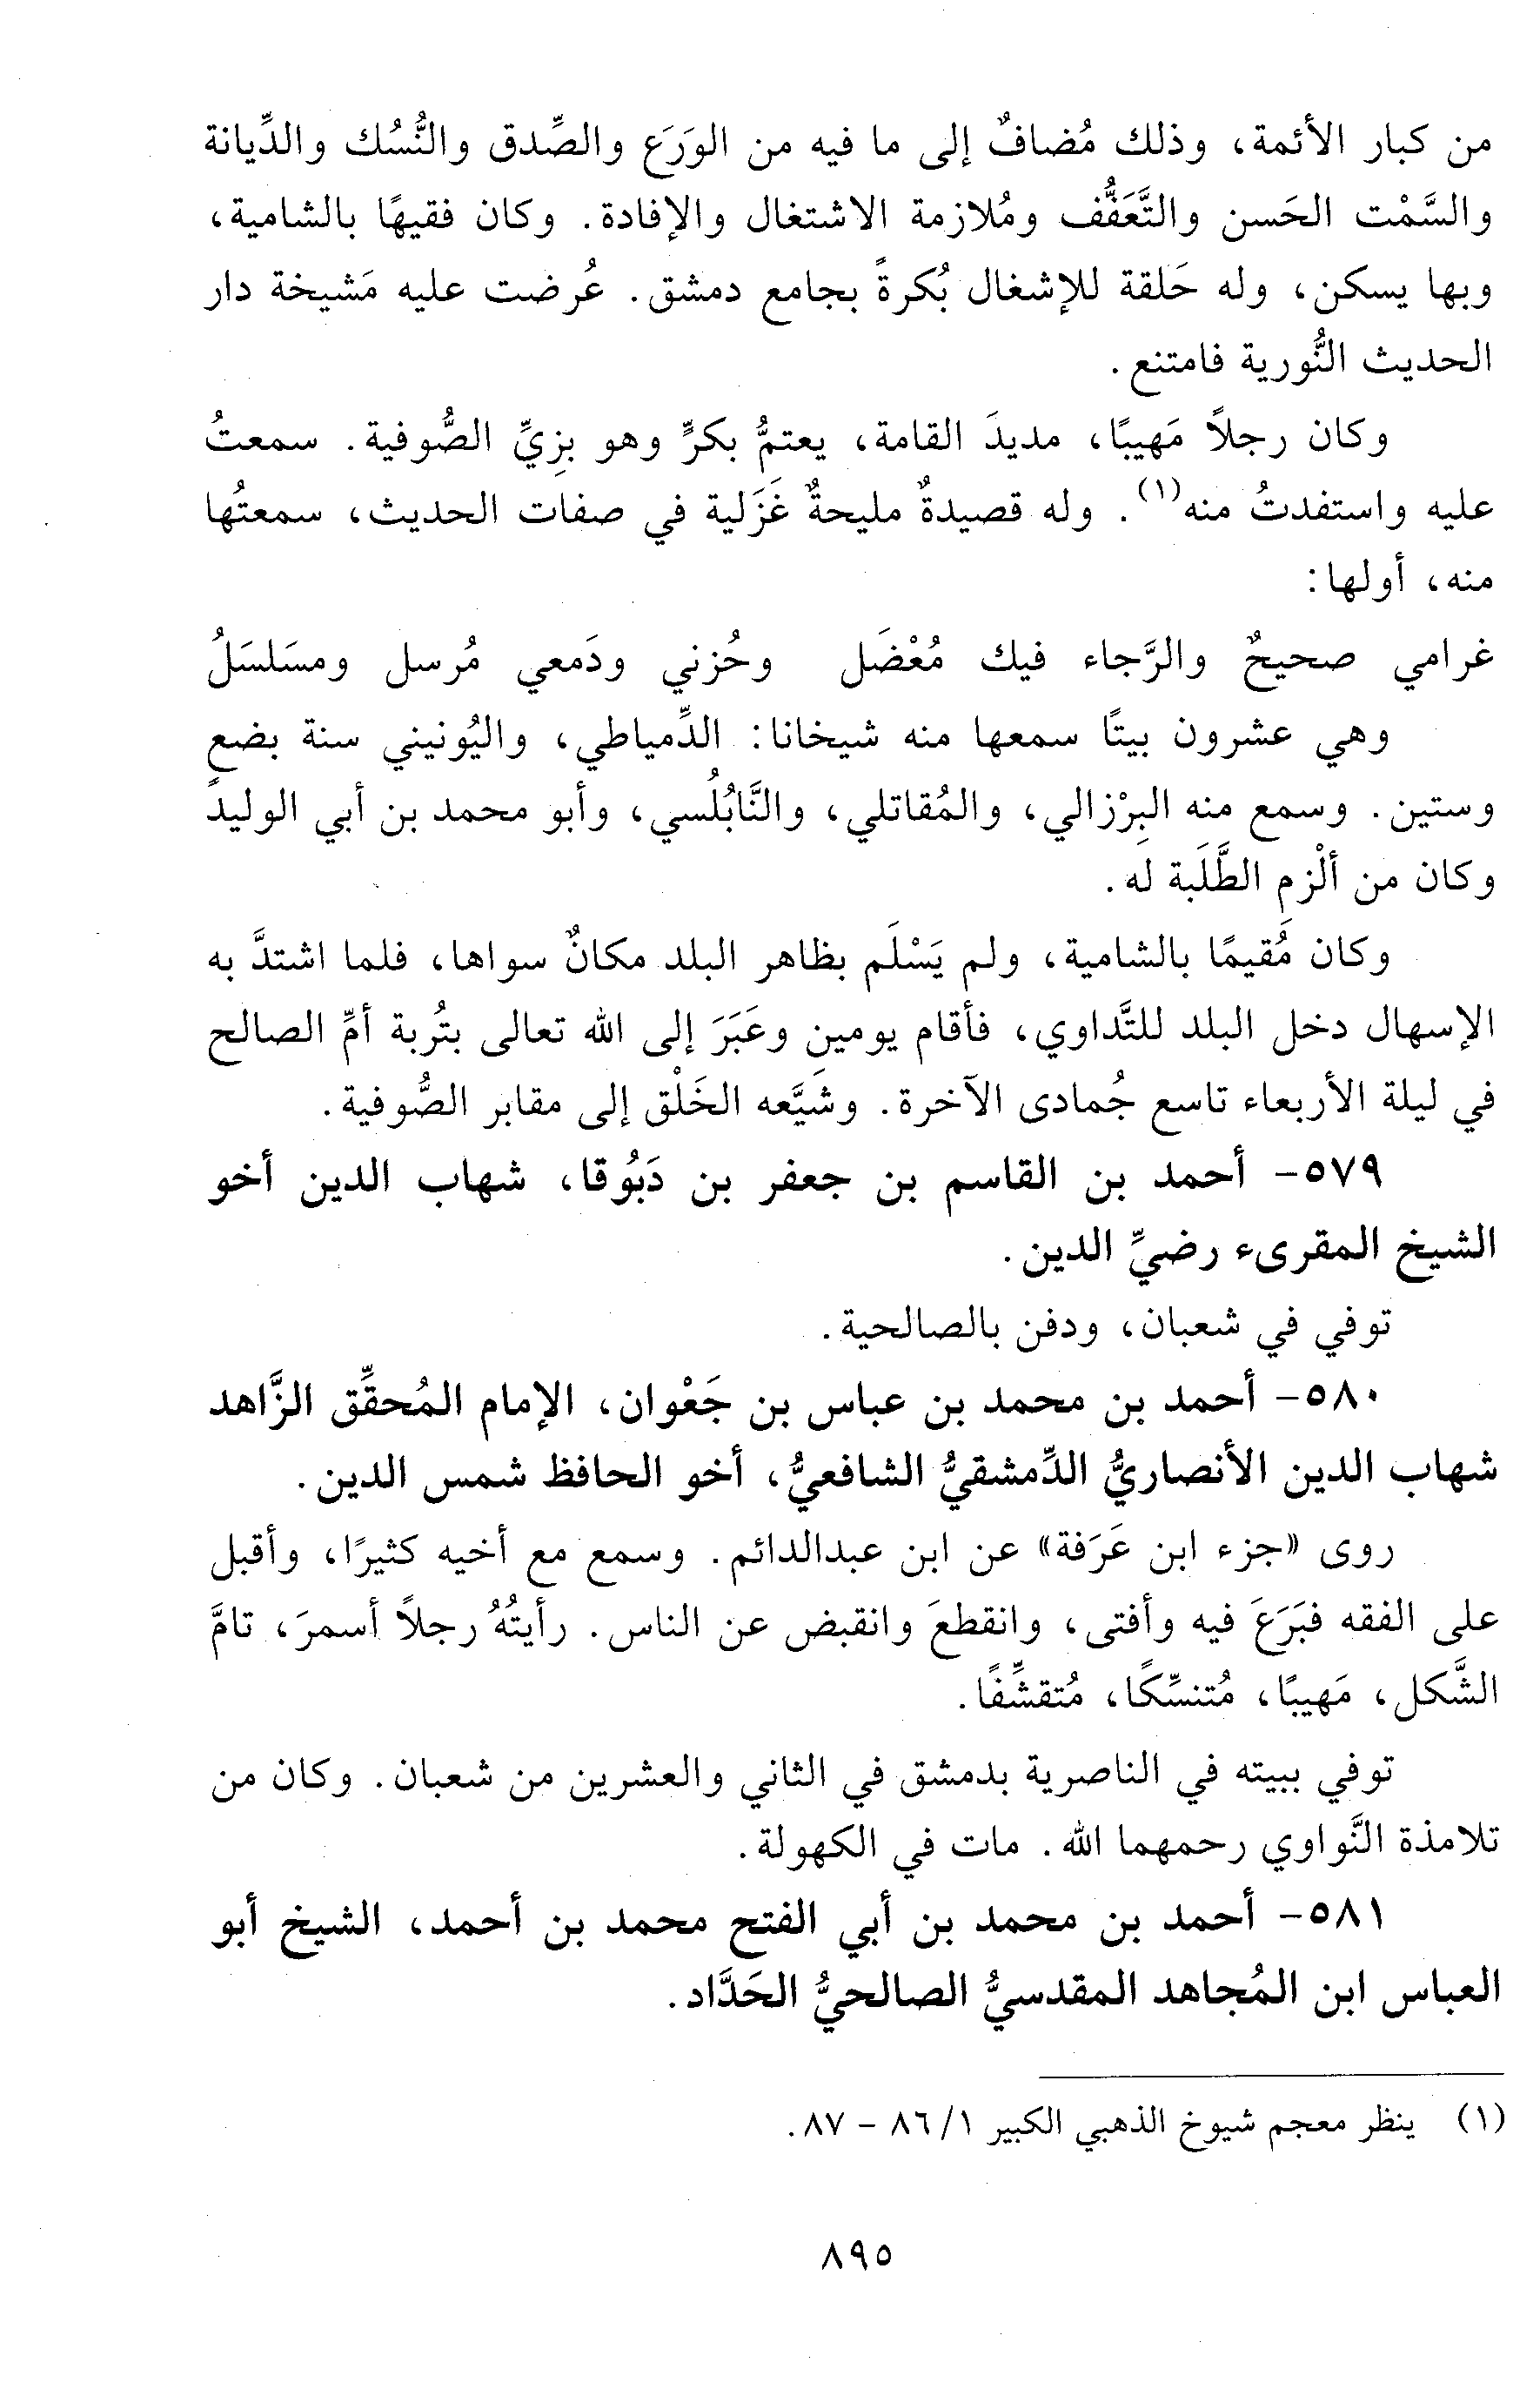 من كبار الأئمة، وذلك مُضافٌ إلى ما فيه من الوَرَع والصِّدق والنُّسُك والدِّيانة
والسَّمْت الحَسن والتَّعَفُّف ومُلازمة الاشتغال والإفادة. وكان فقيهًا بالشامية،
وبها يسكن، وله حَلقة للإشغال بُكرةً بجامع دمشق. عُرضت عليه مَشيخة دار
الحديث النُّورية فامتنع.
وكان رجلاً مَهيبًا، مديدَ القامة، يعتمُّ بكرٍّ وهو بزِيِّ الصُّوفية. سمعتُ
عليه واستفدتُ منه(١). وله قصيدةٌ مليحةٌ غَزَلية في صفات الحديث، سمعتُها
منه، أولها:
غرامي صحيحٌ والرَّجاء فيك مُعْضَل وحُزني ودَمعي مُرسل ومسَلسَلُ
وهي عشرون بيتًا سمعها منه شيخانا: الدِّمياطي، واليُونيني سنة بضع
وستين. وسمع منه البِرْزالي، والمُقاتلي، والنَّابُلُسي، وأبو محمد بن أبي الوليد
وكان من ألْزم الطَّلَبة له.
وكان مُقيمًا بالشامية، ولم يَسْلَم بظاهر البلد مكانٌ سواها، فلما اشتدَّ به
الإسهال دخل البلد للتَّداوي، فأقام يومين وعَبَرَ إلى الله تعالى بتُربة أمِّ الصالح
في ليلة الأربعاء تاسع جُمادى الآخرة. وشَيَّعه الخَلْق إلى مقابر الصُّوفية.
٥٧٩- أحمد بن القاسم بن جعفر بن دَبُوقا، شهاب الدين أخو
الشيخ المقرىء رضيِّ الدين.
توفي في شعبان، ودفن بالصالحية.
٥٨٠- أحمد بن محمد بن عباس بن جَعْوان، الإمام المُحقِّق الزَّاهد
شهاب الدين الأنصاريُّ الدِّمشقيُّ الشافعيُّ، أخو الحافظ شمس الدين.
روى «جزء ابن عَرَفة» عن ابن عبدالدائم. وسمع مع أخيه كثيرًا، وأقبل
على الفقه فبَرَعَ فيه وأفتى، وانقطعَ وانقبض عن الناس. رأيتُهُ رجلاً أسمرَ، تامَّ
الشَّكل، مَهيبًا، مُتنسِّكًا، مُتقشِّفًا.
توفي ببيته في الناصرية بدمشق في الثاني والعشرين من شعبان. وكان من
تلامذة النَّواوي رحمهما الله. مات في الكهولة.
٥٨١- أحمد بن محمد بن أبي الفتح محمد بن أحمد، الشيخ أبو
العباس ابن المُجاهد المقدسيُّ الصالحيُّ الحَدَّاد.
(١) ينظر معجم شيوخ الذهبي الكبير ١/ ٨٦ - ٨٧.
٨٩٥